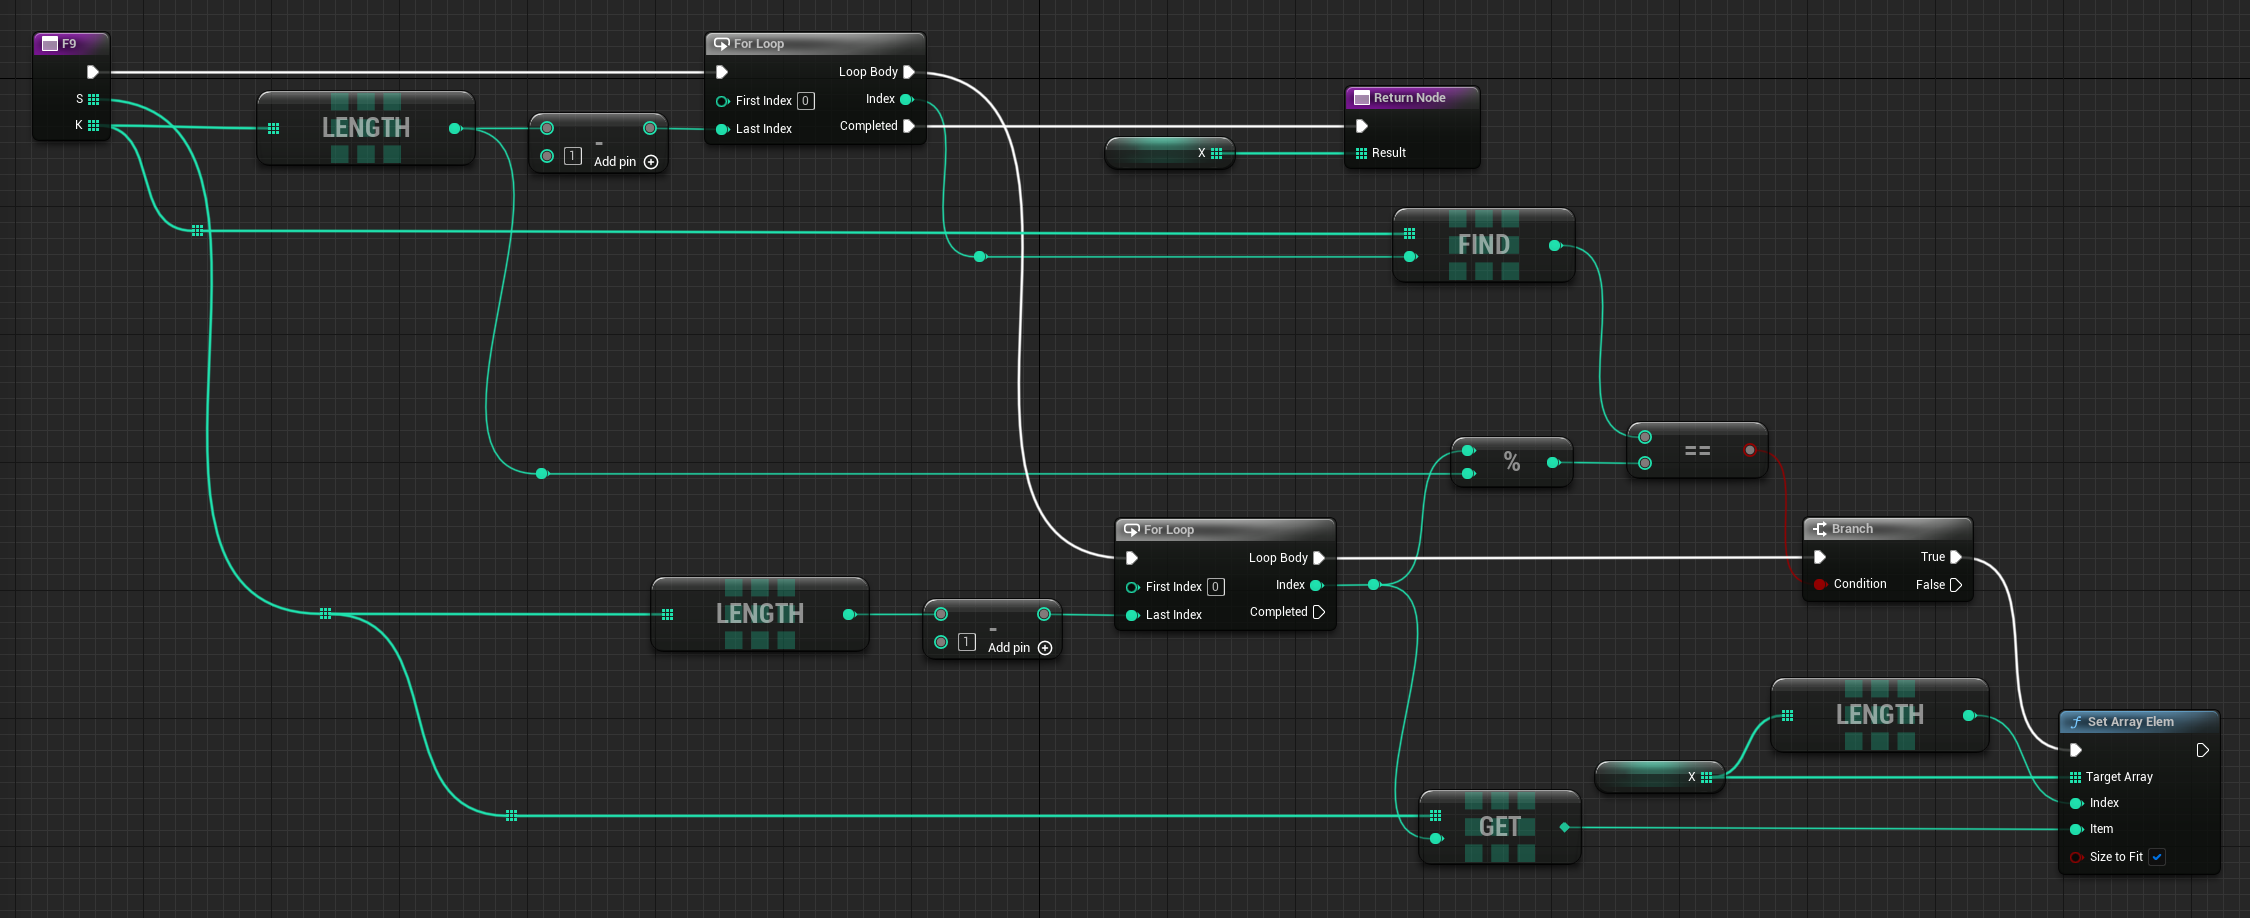 F9
S
K
LENGTH
-
1
Add pin
For Loop
Loop Body
First Index 0
Index
Last Index
Completed
Return Node
X
Result
FIND
%
==
For Loop
Loop Body
First Index 0
Index
Last Index
Completed
LENGTH
-
1
Add pin
Branch
True
Condition
False
LENGTH
X
GET
Set Array Elem
Target Array
Index
Item
Size to Fit